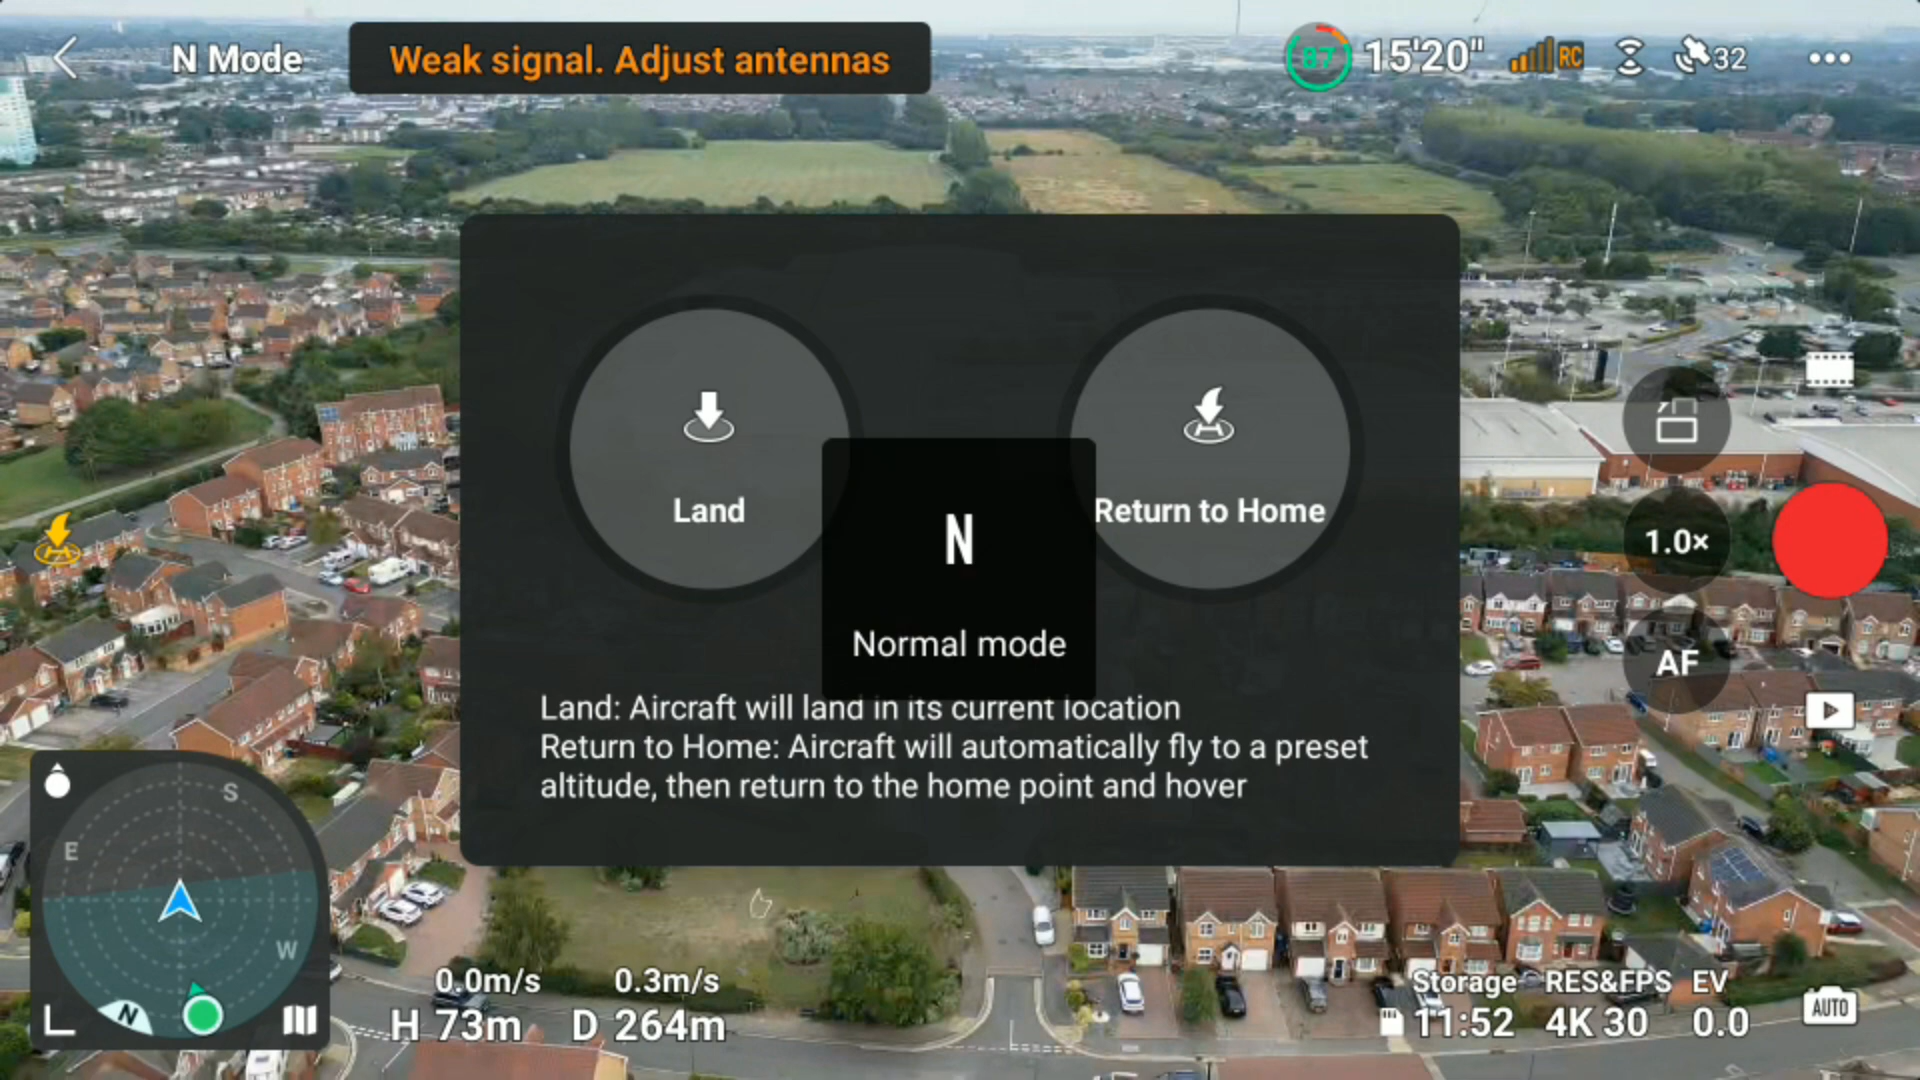 N Mode
Weak signal. Adjust antennas
87
15'20"
RC
32
Land
Return to Home
N
Normal mode
1.0×
AF
Land: Aircraft will land in its current location
Return to Home: Aircraft will automatically fly to a preset
altitude, then return to the home point and hover
S
E
W
N
0.0m/s
0.3m/s
H 73m
D 264m
Storage
RES&FPS
EV
11:52
4K 30
0.0
AUTO